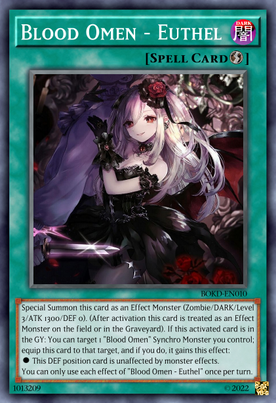 BLOOD OMEN - EUTHEL
DARK
闇
[SPELL CARD]
BOKD-EN010
Special Summon this card as an Effect Monster (Zombie/DARK/Level
3/ATK 1300/DEF 0). (After activation this card is treated as an Effect
Monster on the field or in the Graveyard). If this activated card is in
the GY: You can target 1 "Blood Omen" Synchro Monster you control;
equip this card to that target, and if you do, it gains this effect:
● This DEF position card is unaffected by monster effects.
You can only use each effect of "Blood Omen - Euthel" once per turn.
1013209
©2022